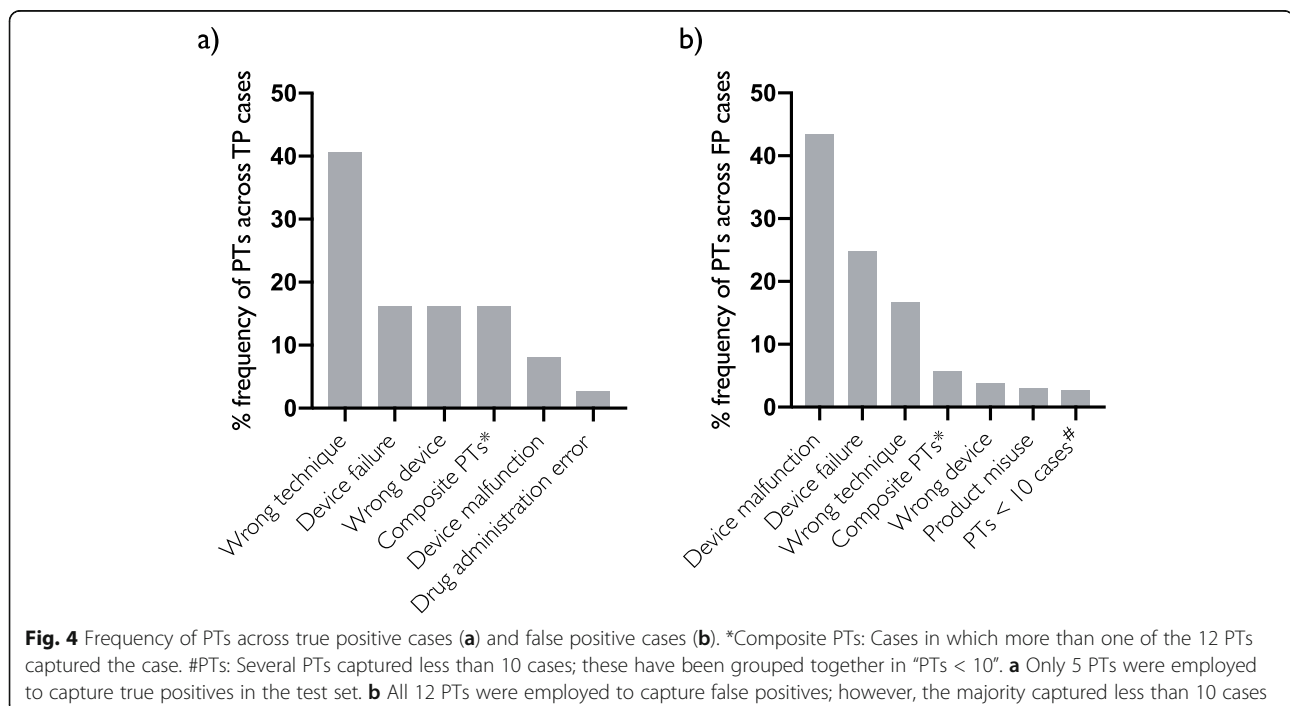 a)
% frequency of PTs across TP cases
50
40
30
20
10
0
Wrong technique
Device failure
Wrong device
Composite PTs*
Device malfunction
Drug administration error
b)
% frequency of PTs across FP cases
50
40
30
20
10
0
Device malfunction
Device failure
Wrong technique
Composite PTs*
Wrong device
Product misuse
PTs < 10 cases#
Fig. 4 Frequency of PTs across true positive cases (a) and false positive cases (b). *Composite PTs: Cases in which more than one of the 12 PTs
captured the case. #PTs: Several PTs captured less than 10 cases; these have been grouped together in "PTs < 10". a Only 5 PTs were employed
to capture true positives in the test set. b All 12 PTs were employed to capture false positives; however, the majority captured less than 10 cases